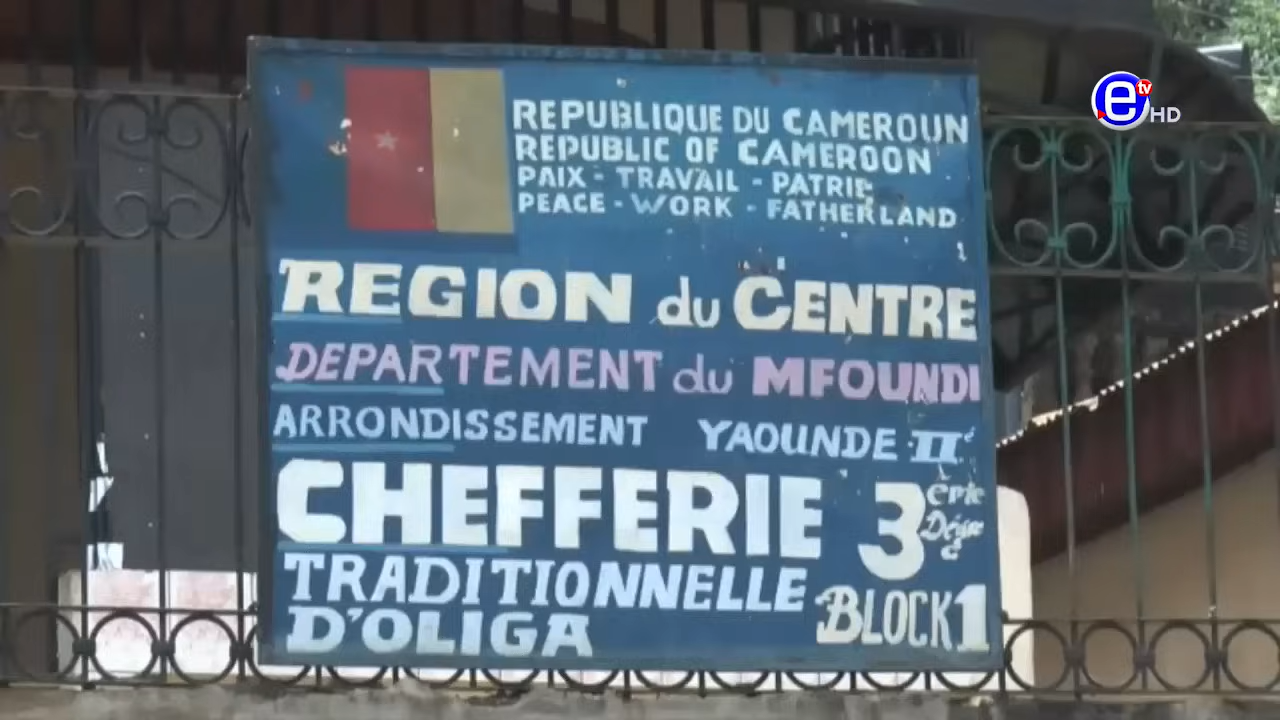 REPUBLIQUE DU CAMEROUN
REPUBLIC OF CAMEROON
PAIX - TRAVAIL - PATRIE
PEACE - WORK - FATHERLAND
REGION du CENTRE
DEPARTEMENT du MFOUNDI
ARRONDISSEMENT YAOUNDE IIé
CHEFFERIE 3
TRADITIONNELLE
D'OLIGA
BLOCK 1
e tv HD